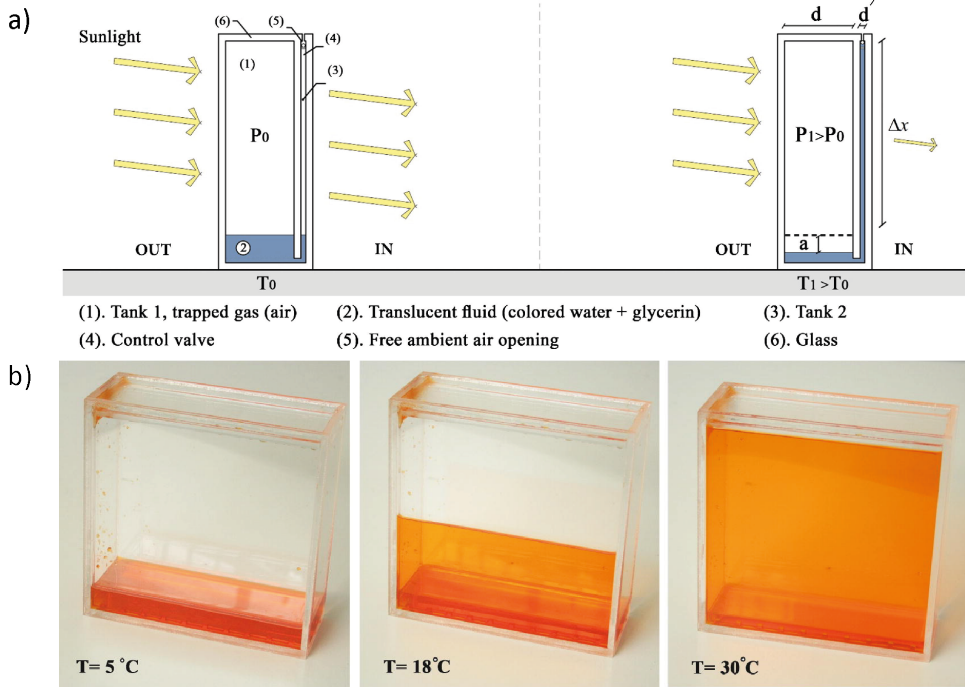 a)
(6)
(5)
d
d'
Sunlight
(4)
(1)
(3)
P0
P1>P0
Δx
OUT
2
IN
OUT
a
IN
T0
T1 >T0
(1). Tank 1, trapped gas (air)
(2). Translucent fluid (colored water + glycerin)
(3). Tank 2
(4). Control valve
(5). Free ambient air opening
(6). Glass
b)
T= 5 °C
T= 18°C
T= 30°C